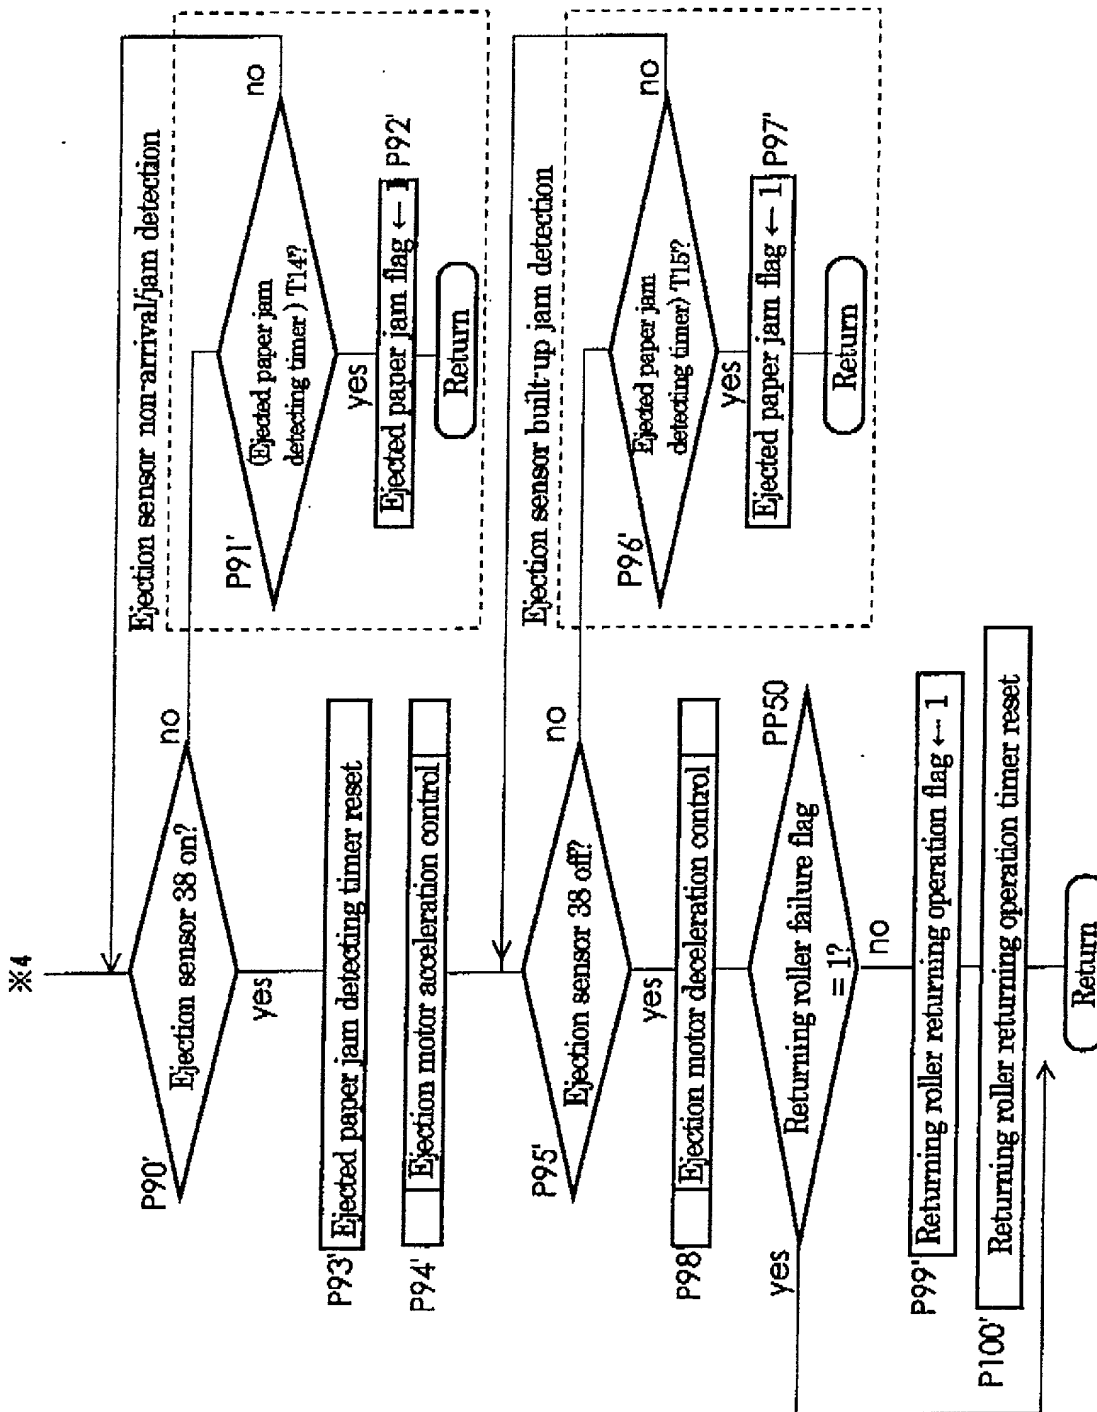 ※4
P90'
Ejection sensor 38 on?
no
yes
Ejection sensor non-arrival/jam detection
P91'
(Ejected paper jam
detecting timer ) T14?
no
yes
Ejected paper jam flag ← 1
P92'
Return
P93'
Ejected paper jam detecting timer reset
P94'
Ejection motor acceleration control
P95'
Ejection sensor 38 off?
no
yes
Ejection sensor built-up jam detection
P96'
Ejected paper jam
detecting timer) T15?
no
yes
Ejected paper jam flag ← 1
P97'
Return
P98'
Ejection motor deceleration control
PP50
Returning roller failure flag
= 1?
yes
no
P99'
Returning roller returning operation flag ← 1
P100'
Returning roller returning operation timer reset
Return